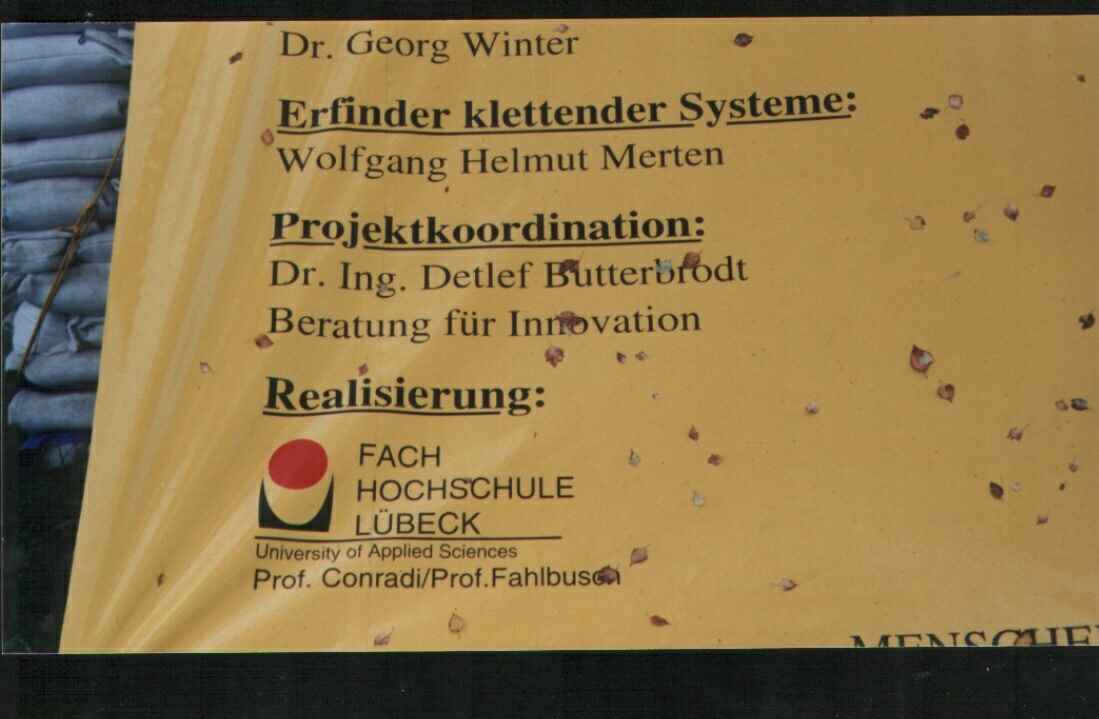 Dr. Georg Winter
Erfinder klettender Systeme:
Wolfgang Helmut Merten
Projektkoordination:
Dr. Ing. Detlef Butterbrodt
Beratung für Innovation
Realisierung:
FACH
HOCHSCHULE
LÜBECK
University of Applied Sciences
Prof. Conradi/Prof.Fahlbusch